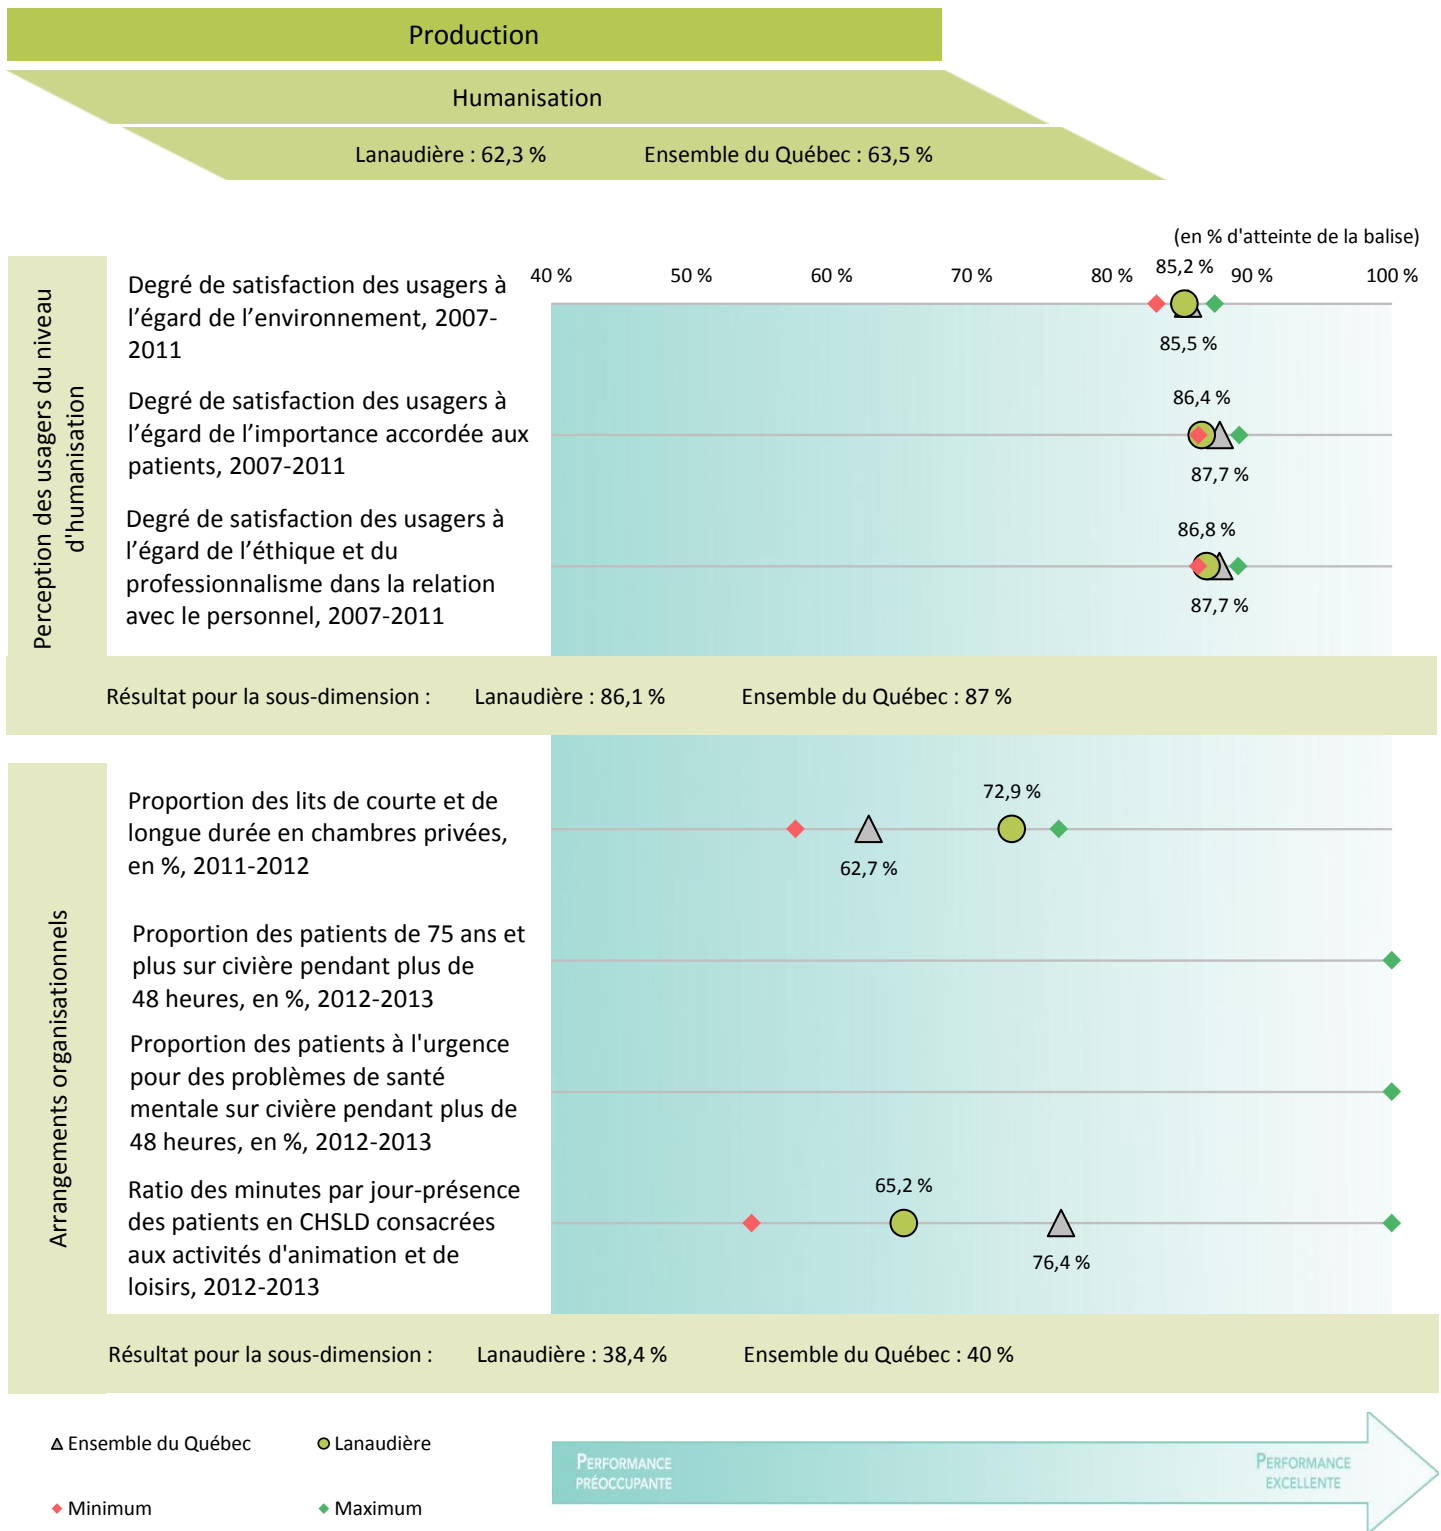 Production
Humanisation
Lanaudière : 62,3 % Ensemble du Québec : 63,5 %
(en % d'atteinte de la balise)
40 % 50 % 60 % 70 % 80 % 90 % 100 %
Perception des usagers du niveau
d'humanisation
Degré de satisfaction des usagers à
l’égard de l’environnement, 2007-
2011
85,2 %
85,5 %
Degré de satisfaction des usagers à
l’égard de l’importance accordée aux
patients, 2007-2011
86,4 %
87,7 %
Degré de satisfaction des usagers à
l’égard de l’éthique et du
professionnalisme dans la relation
avec le personnel, 2007-2011
86,8 %
87,7 %
Résultat pour la sous-dimension : Lanaudière : 86,1 % Ensemble du Québec : 87 %
Arrangements organisationnels
Proportion des lits de courte et de
longue durée en chambres privées,
en %, 2011-2012
72,9 %
62,7 %
Proportion des patients de 75 ans et
plus sur civière pendant plus de
48 heures, en %, 2012-2013
Proportion des patients à l'urgence
pour des problèmes de santé
mentale sur civière pendant plus de
48 heures, en %, 2012-2013
Ratio des minutes par jour-présence
des patients en CHSLD consacrées
aux activités d'animation et de
loisirs, 2012-2013
65,2 %
76,4 %
Résultat pour la sous-dimension : Lanaudière : 38,4 % Ensemble du Québec : 40 %
Ensemble du Québec Lanaudière
Minimum Maximum
PERFORMANCE
PRÉOCCUPANTE
PERFORMANCE
EXCELLENTE